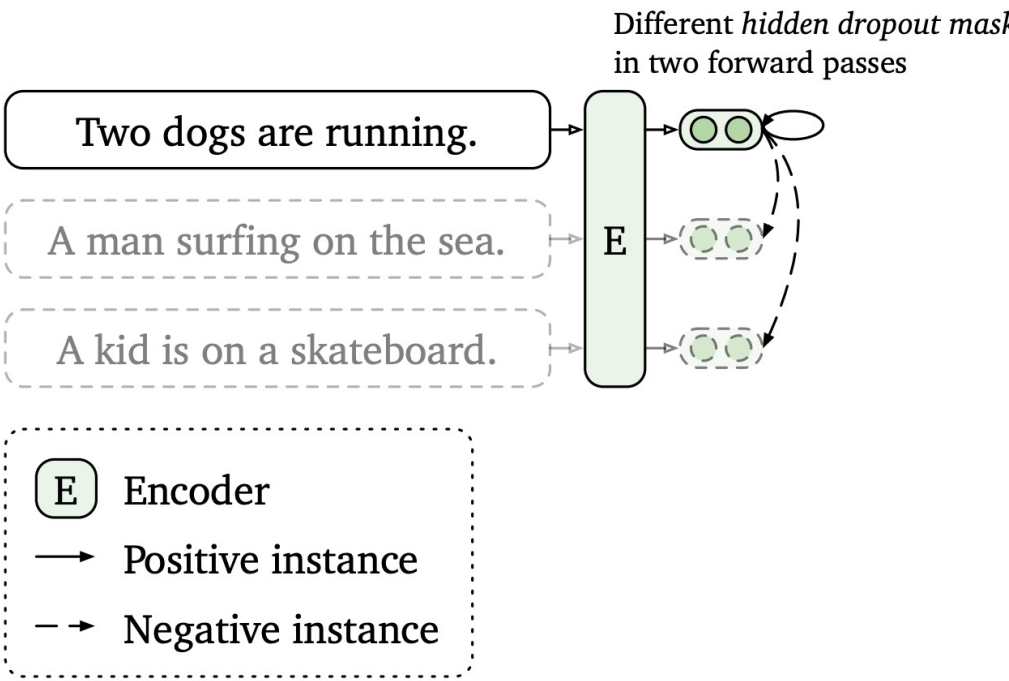 Different hidden dropout mask
in two forward passes
Two dogs are running.
A man surfing on the sea.
E
A kid is on a skateboard.
E Encoder
Positive instance
Negative instance